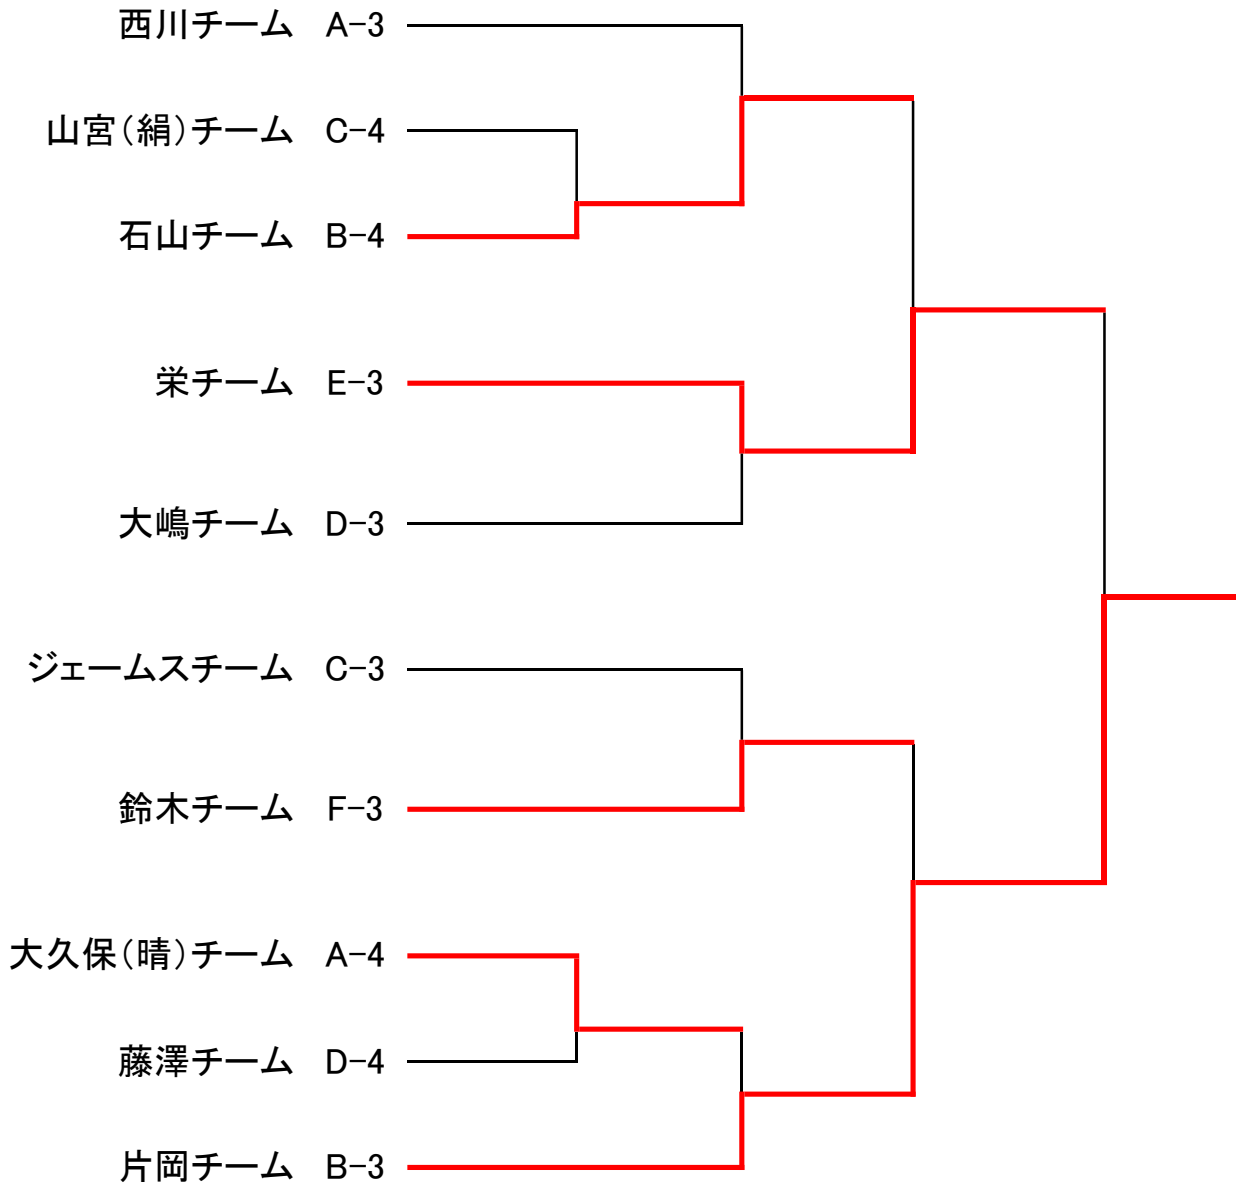 西川チーム A-3
山宮(絹)チーム C-4
石山チーム B-4
栄チーム E-3
大嶋チーム D-3
ジェームスチーム C-3
鈴木チーム F-3
大久保(晴)チーム A-4
藤澤チーム D-4
片岡チーム B-3